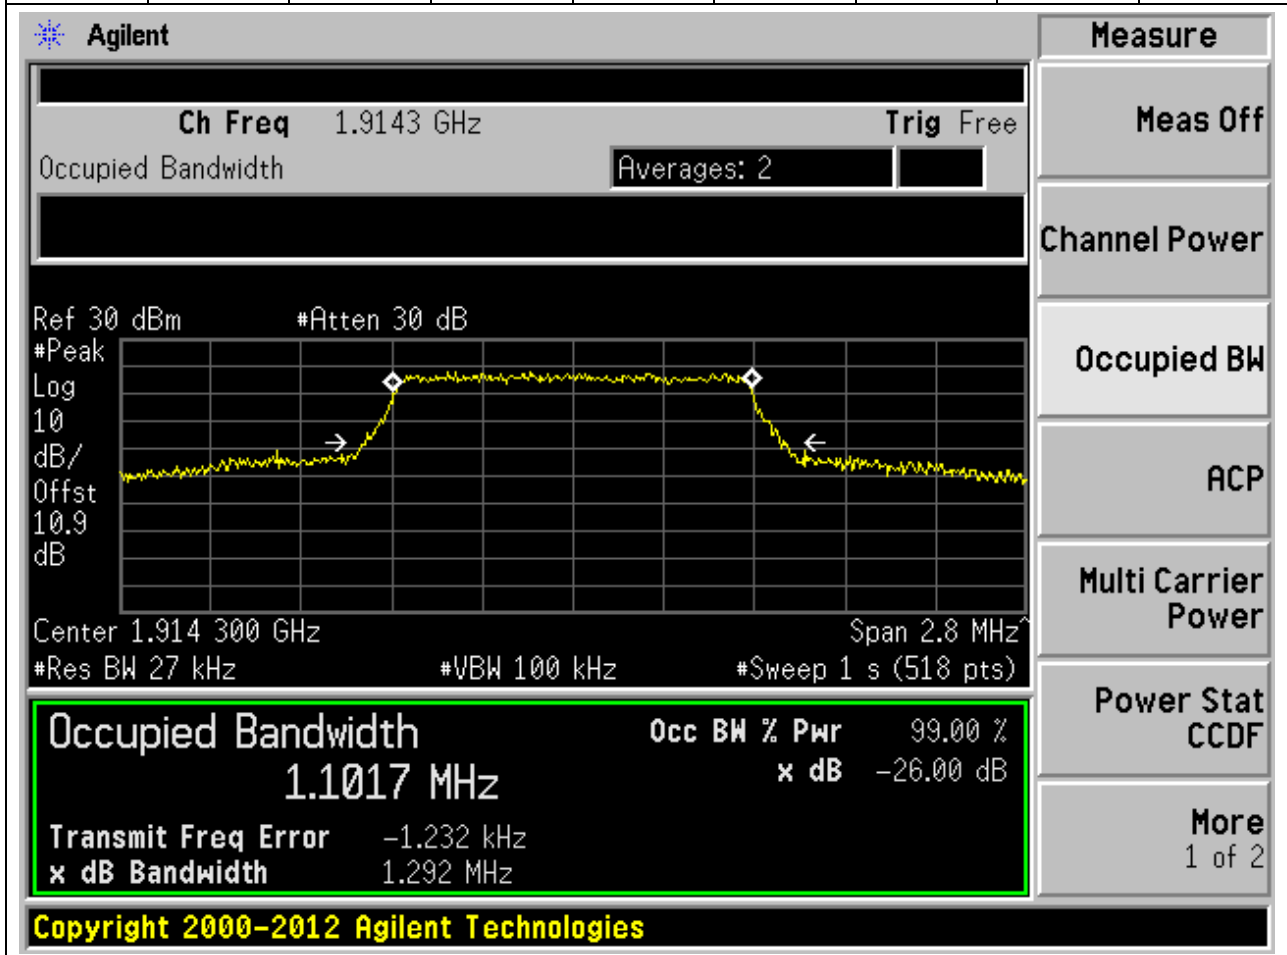 Agilent
Measure
Ch Freq 1.9143 GHz Trig Free
Occupied Bandwidth Averages: 2
Meas Off
Channel Power
Occupied BW
ACP
Multi Carrier
Power
Power Stat
CCDF
More
1 of 2
Ref 30 dBm #Atten 30 dB
#Peak
Log
10
dB/
Offst
10.9
dB
Center 1.914 300 GHz Span 2.8 MHz^
#Res BW 27 kHz #VBW 100 kHz #Sweep 1 s (518 pts)
Occupied Bandwidth Occ BW % Pwr 99.00 %
1.1017 MHz x dB -26.00 dB
Transmit Freq Error -1.232 kHz
x dB Bandwidth 1.292 MHz
Copyright 2000-2012 Agilent Technologies